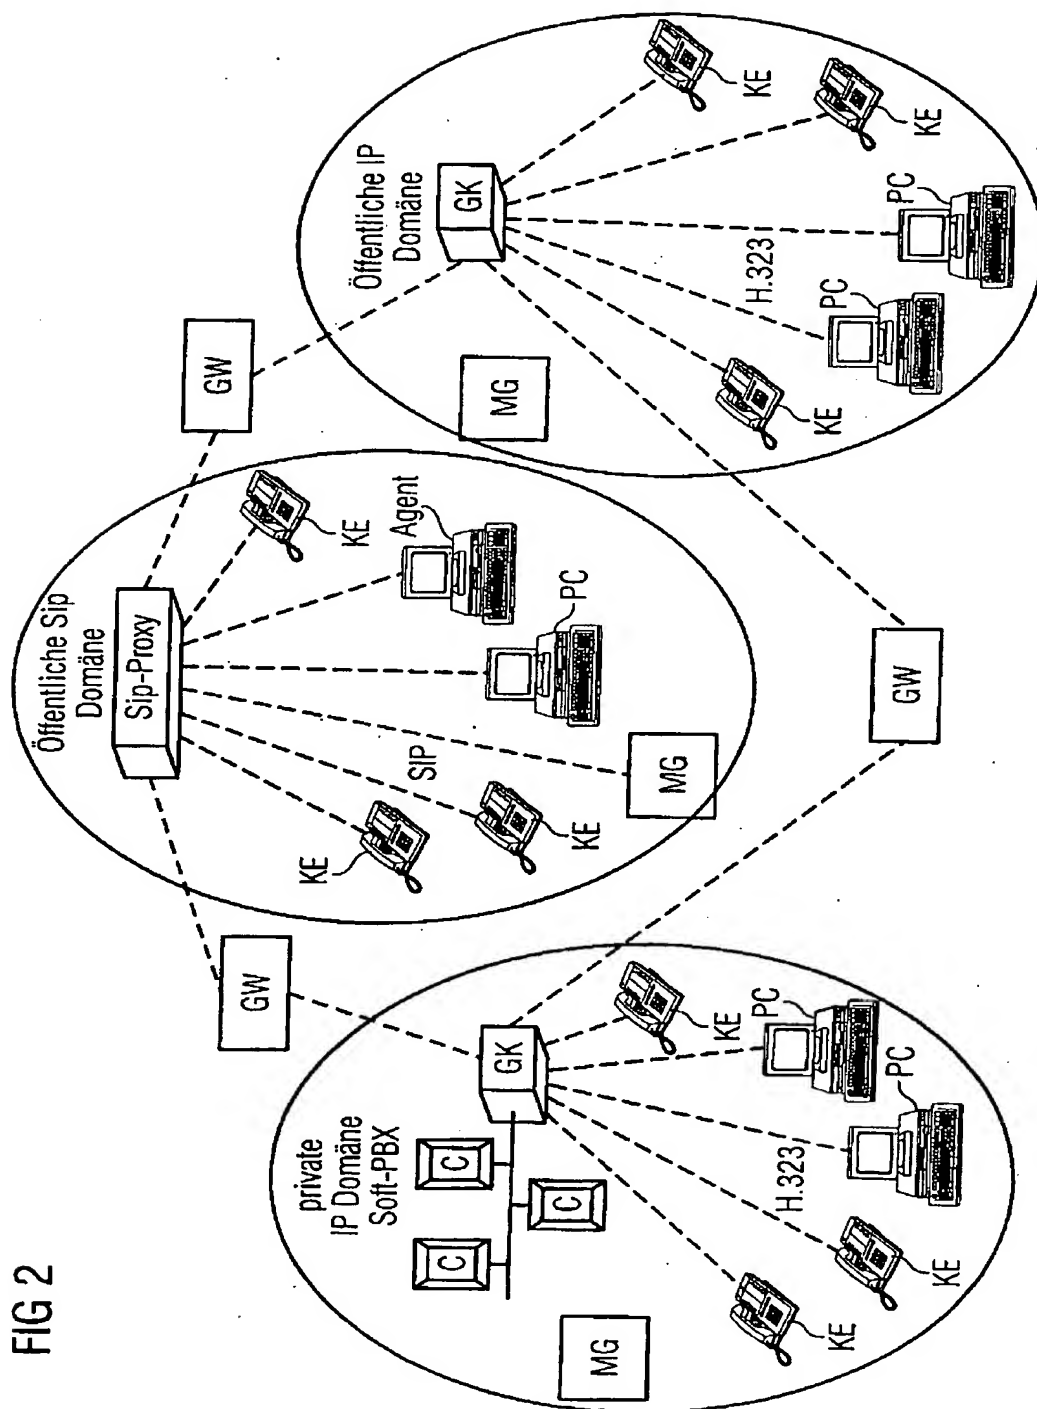 FIG 2
private
IP Domäne
Soft-PBX
C
C
C
GK
MG
KE
KE
H.323
PC
PC
KE
GW
Öffentliche Sip
Domäne
Sip-Proxy
KE
KE
SIP
MG
PC
Agent
KE
GW
GW
Öffentliche IP
Domäne
GK
MG
KE
PC
H.323
PC
KE
KE